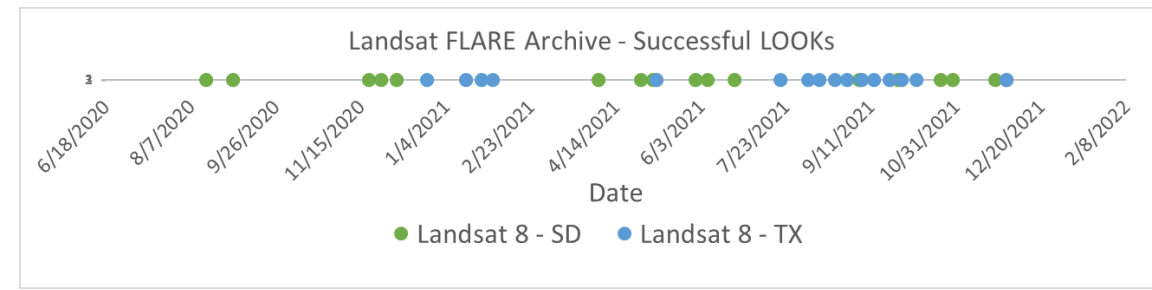 Landsat FLARE Archive - Successful LOOKs
6/18/2020 8/7/2020 9/26/2020 11/15/2020 1/4/2021 2/23/2021 4/14/2021 6/3/2021 7/23/2021 9/11/2021 10/31/2021 12/20/2021 2/8/2022
Date
Landsat 8 - SD Landsat 8 - TX